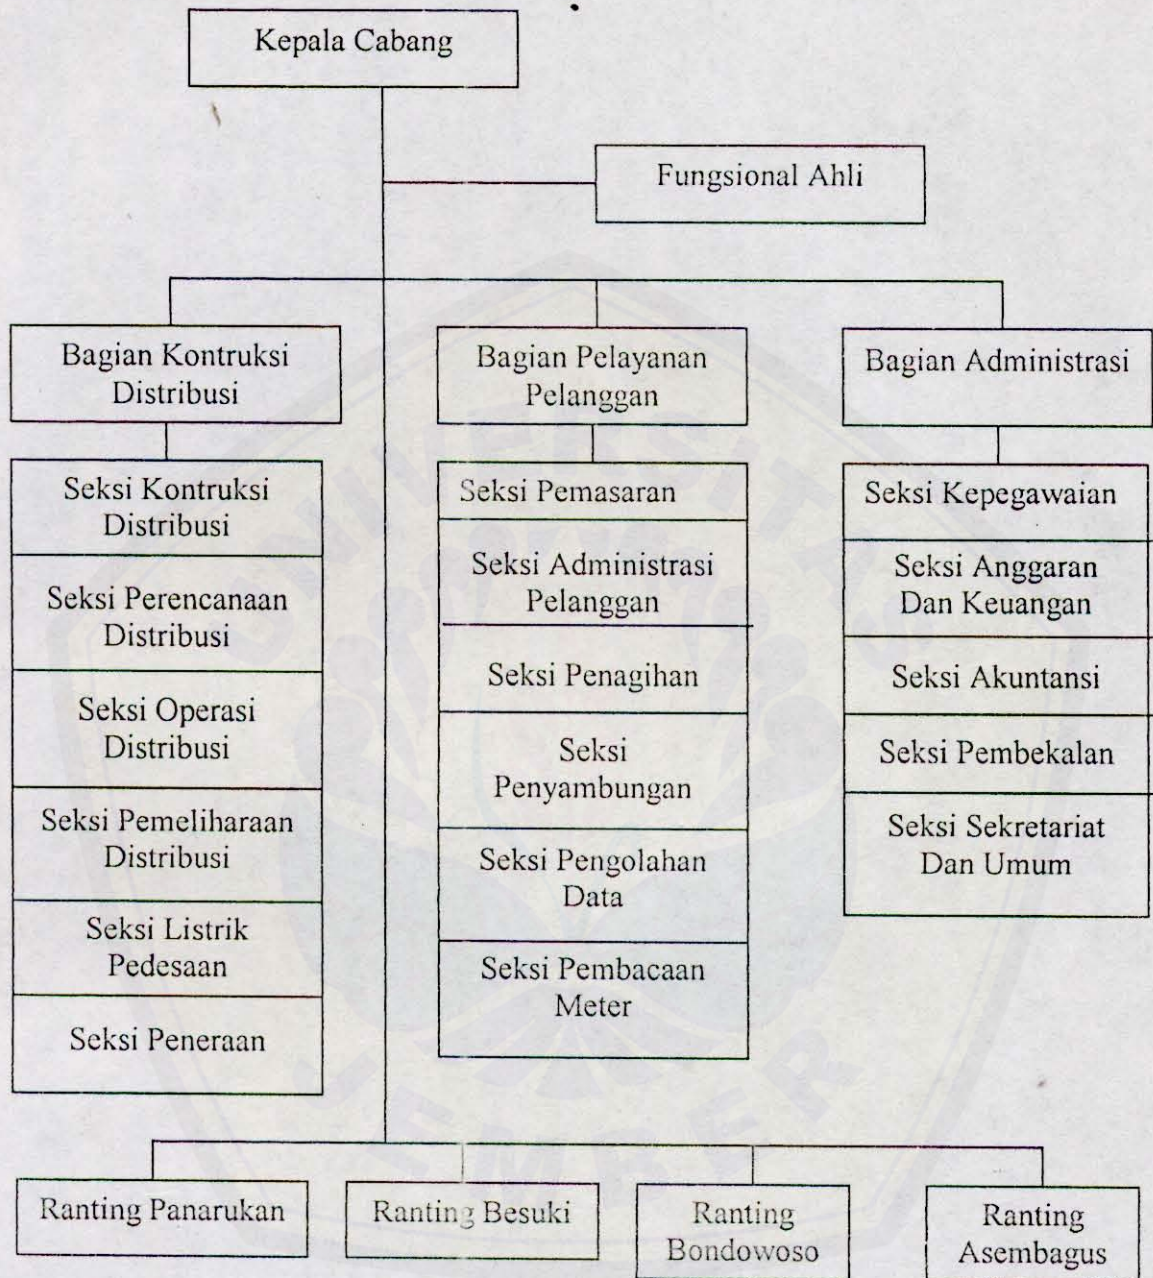 Kepala Cabang
Fungsional Ahli
Bagian Kontruksi
Distribusi
Bagian Pelayanan
Pelanggan
Bagian Administrasi
Seksi Kontruksi
Distribusi
Seksi Perencanaan
Distribusi
Seksi Operasi
Distribusi
Seksi Pemeliharaan
Distribusi
Seksi Listrik
Pedesaan
Seksi Peneraan
Seksi Pemasaran
Seksi Administrasi
Pelanggan
Seksi Penagihan
Seksi
Penyambungan
Seksi Pengolahan
Data
Seksi Pembacaan
Meter
Seksi Kepegawaian
Seksi Anggaran
Dan Keuangan
Seksi Akuntansi
Seksi Pembekalan
Seksi Sekretariat
Dan Umum
Ranting Panarukan
Ranting Besuki
Ranting
Bondowoso
Ranting
Asembagus
UNIVERSITAS
JEMBER